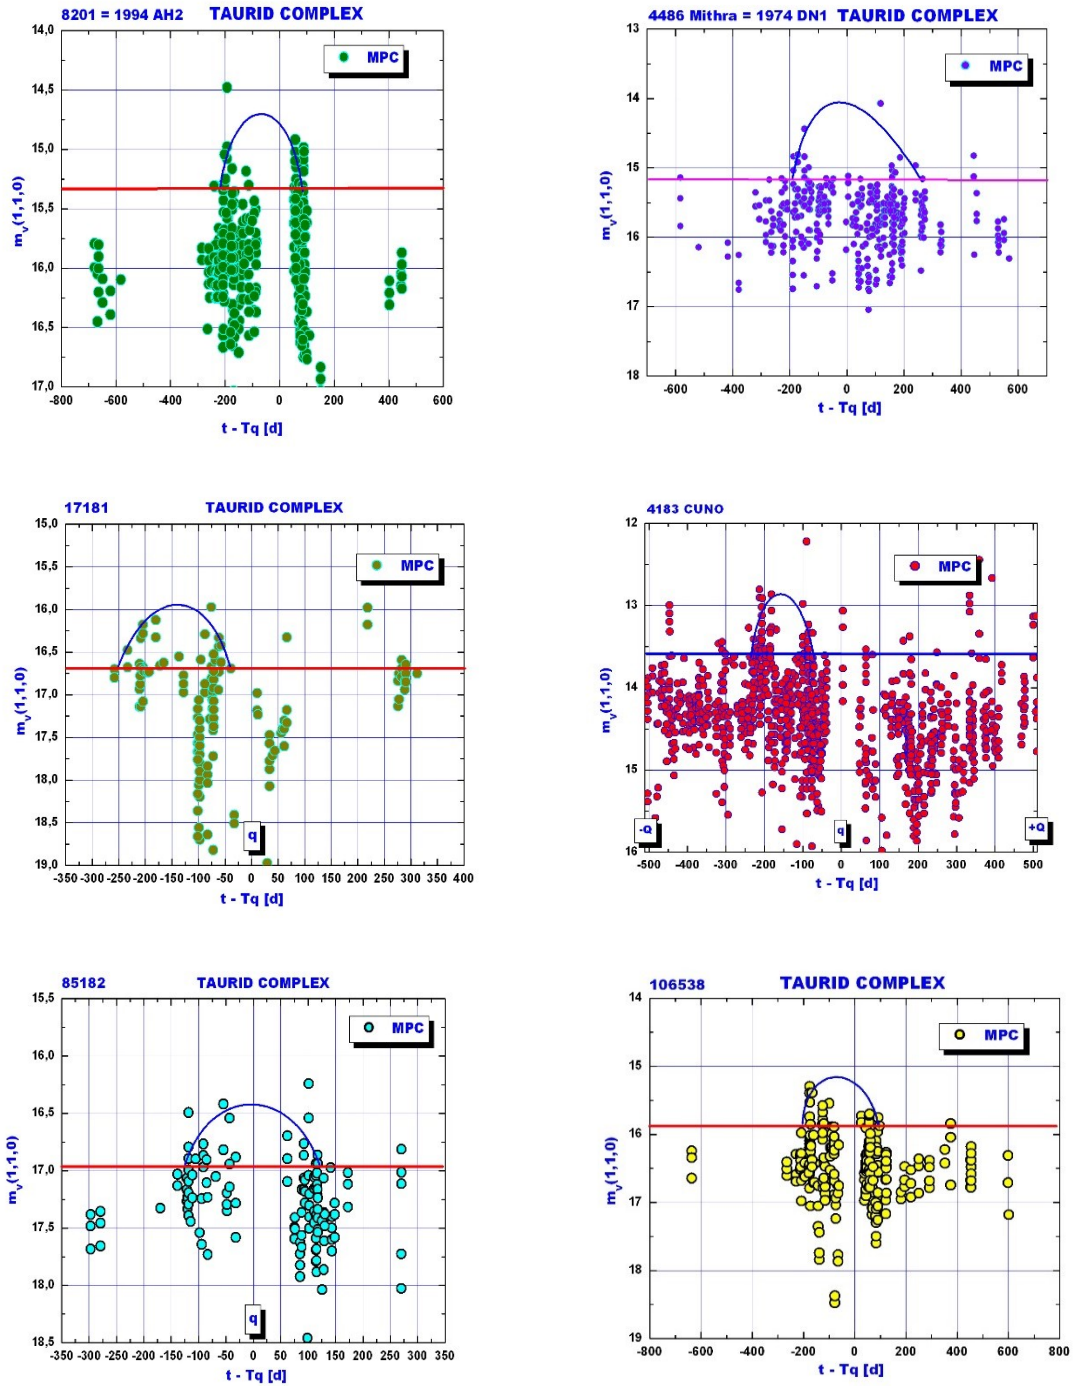 8201 = 1994 AH2 TAURID COMPLEX
MPC
14,0
14,5
15,0
15,5
16,0
16,5
17,0
mv(1,1,0)
-800 -600 -400 -200 0 200 400 600
t - Tq [d]
4486 Mithra = 1974 DN1 TAURID COMPLEX
MPC
13
14
15
16
17
18
mv(1,1,0)
-600 -400 -200 0 200 400 600
t - Tq [d]
17181 TAURID COMPLEX
MPC
15,0
15,5
16,0
16,5
17,0
17,5
18,0
18,5
19,0
mv(1,1,0)
q
-350 -300 -250 -200 -150 -100 -50 0 50 100 150 200 250 300 350 400
t - Tq [d]
4183 CUNO
MPC
12
13
14
15
16
mv(1,1,0)
-Q q +Q
-500 -400 -300 -200 -100 0 100 200 300 400 500
t - Tq [d]
85182 TAURID COMPLEX
MPC
15,5
16,0
16,5
17,0
17,5
18,0
18,5
mv(1,1,0)
q
-350 -300 -250 -200 -150 -100 -50 0 50 100 150 200 250 300 350
t - Tq [d]
106538 TAURID COMPLEX
MPC
14
15
16
17
18
19
mv(1,1,0)
-800 -600 -400 -200 0 200 400 600 800
t - Tq [d]